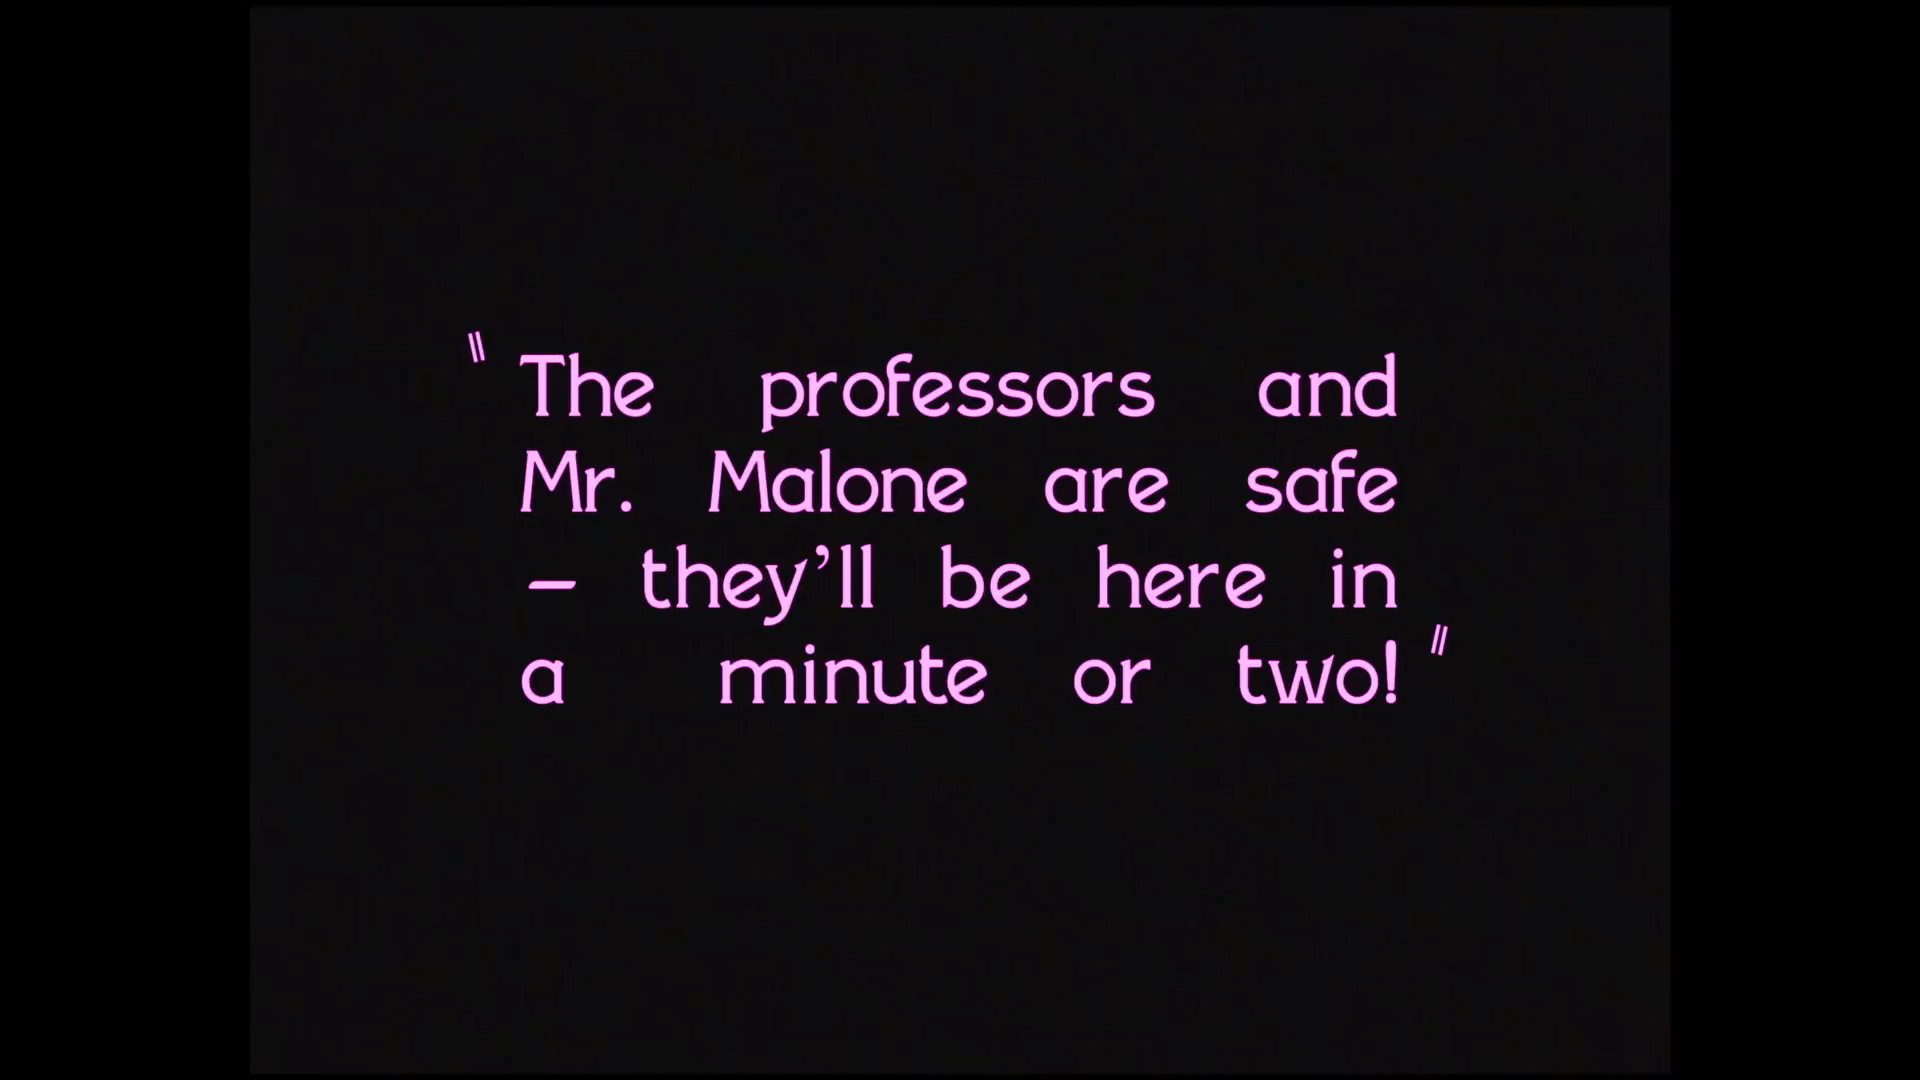 "The professors and
Mr. Malone are safe
– they'll be here in
a minute or two!"